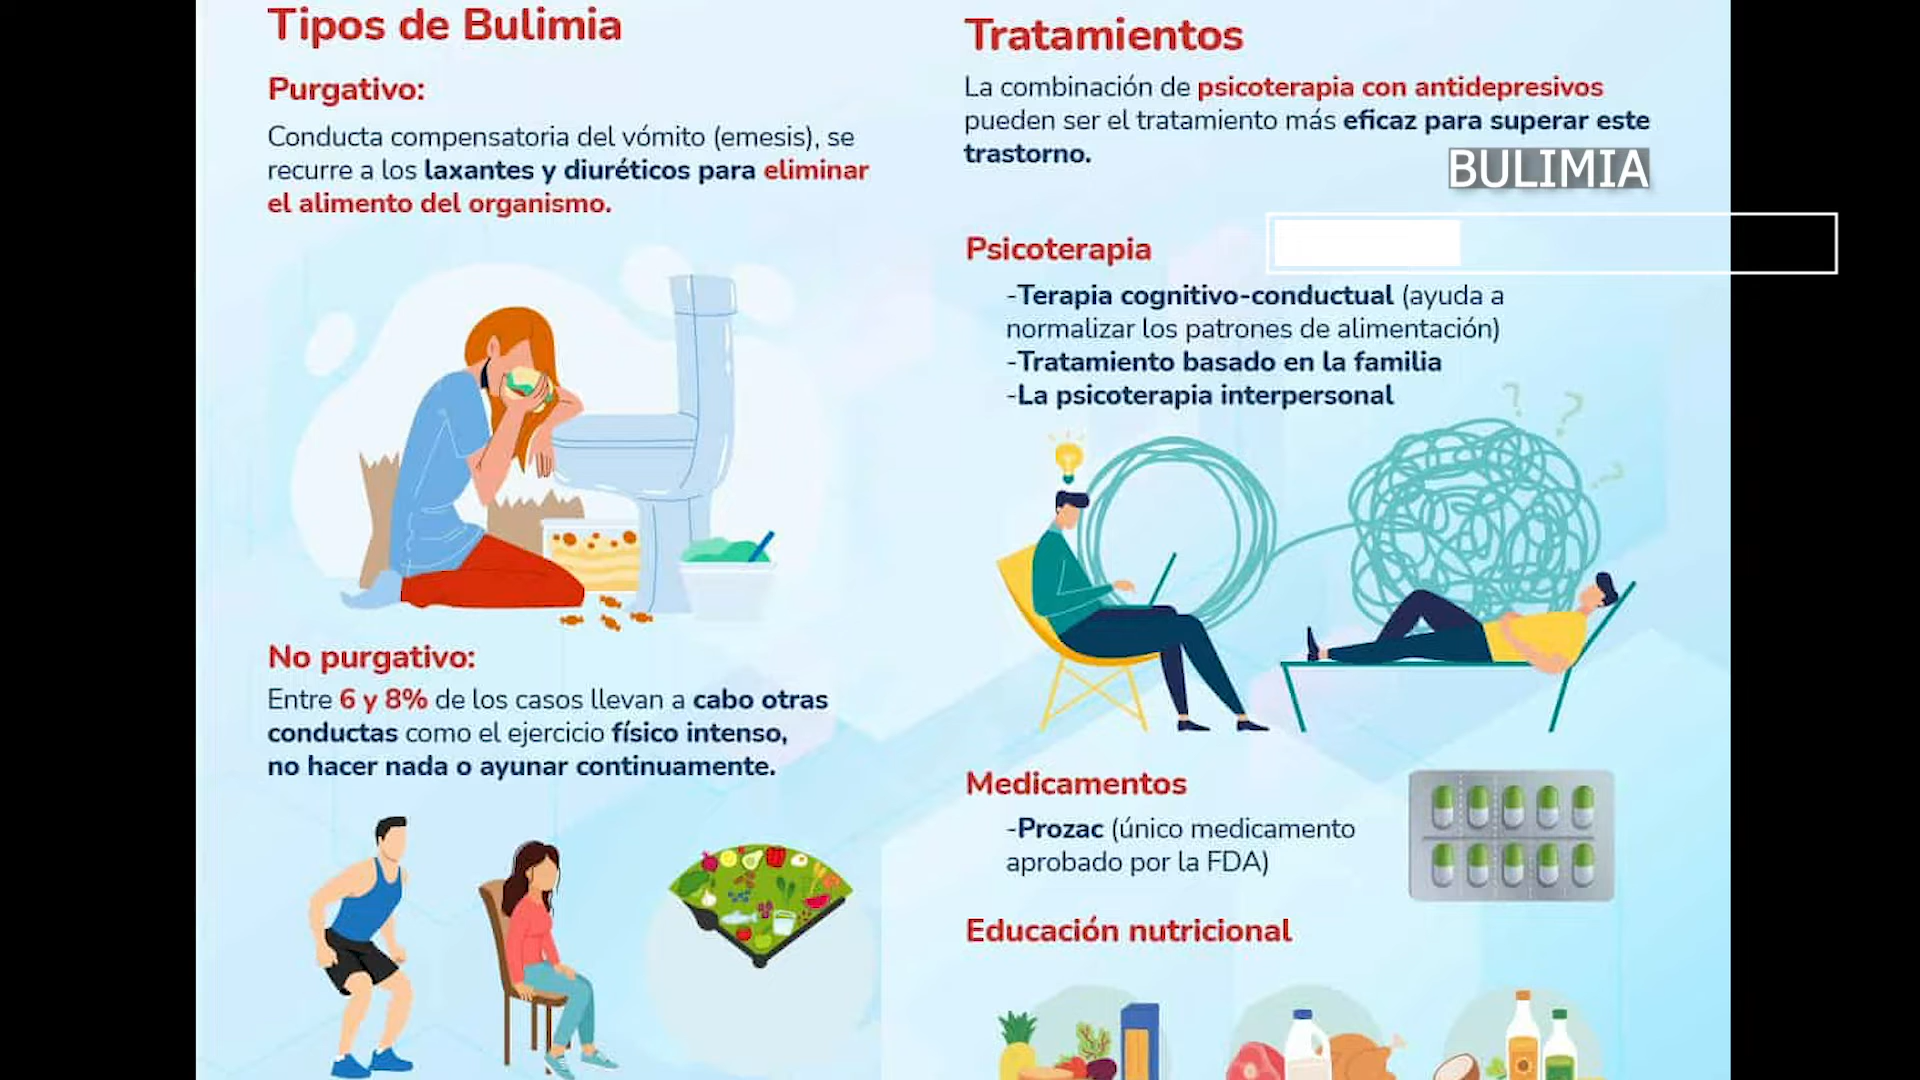 Tipos de Bulimia
Purgativo:
Conducta compensatoria del vómito (emesis), se
recurre a los laxantes y diuréticos para eliminar
el alimento del organismo.
No purgativo:
Entre 6 y 8% de los casos llevan a cabo otras
conductas como el ejercicio físico intenso,
no hacer nada o ayunar continuamente.
Tratamientos
La combinación de psicoterapia con antidepresivos
pueden ser el tratamiento más eficaz para superar este
trastorno.
BULIMIA
Psicoterapia
-Terapia cognitivo-conductual (ayuda a
normalizar los patrones de alimentación)
-Tratamiento basado en la familia
-La psicoterapia interpersonal
? ? ?
Medicamentos
-Prozac (único medicamento
aprobado por la FDA)
Educación nutricional